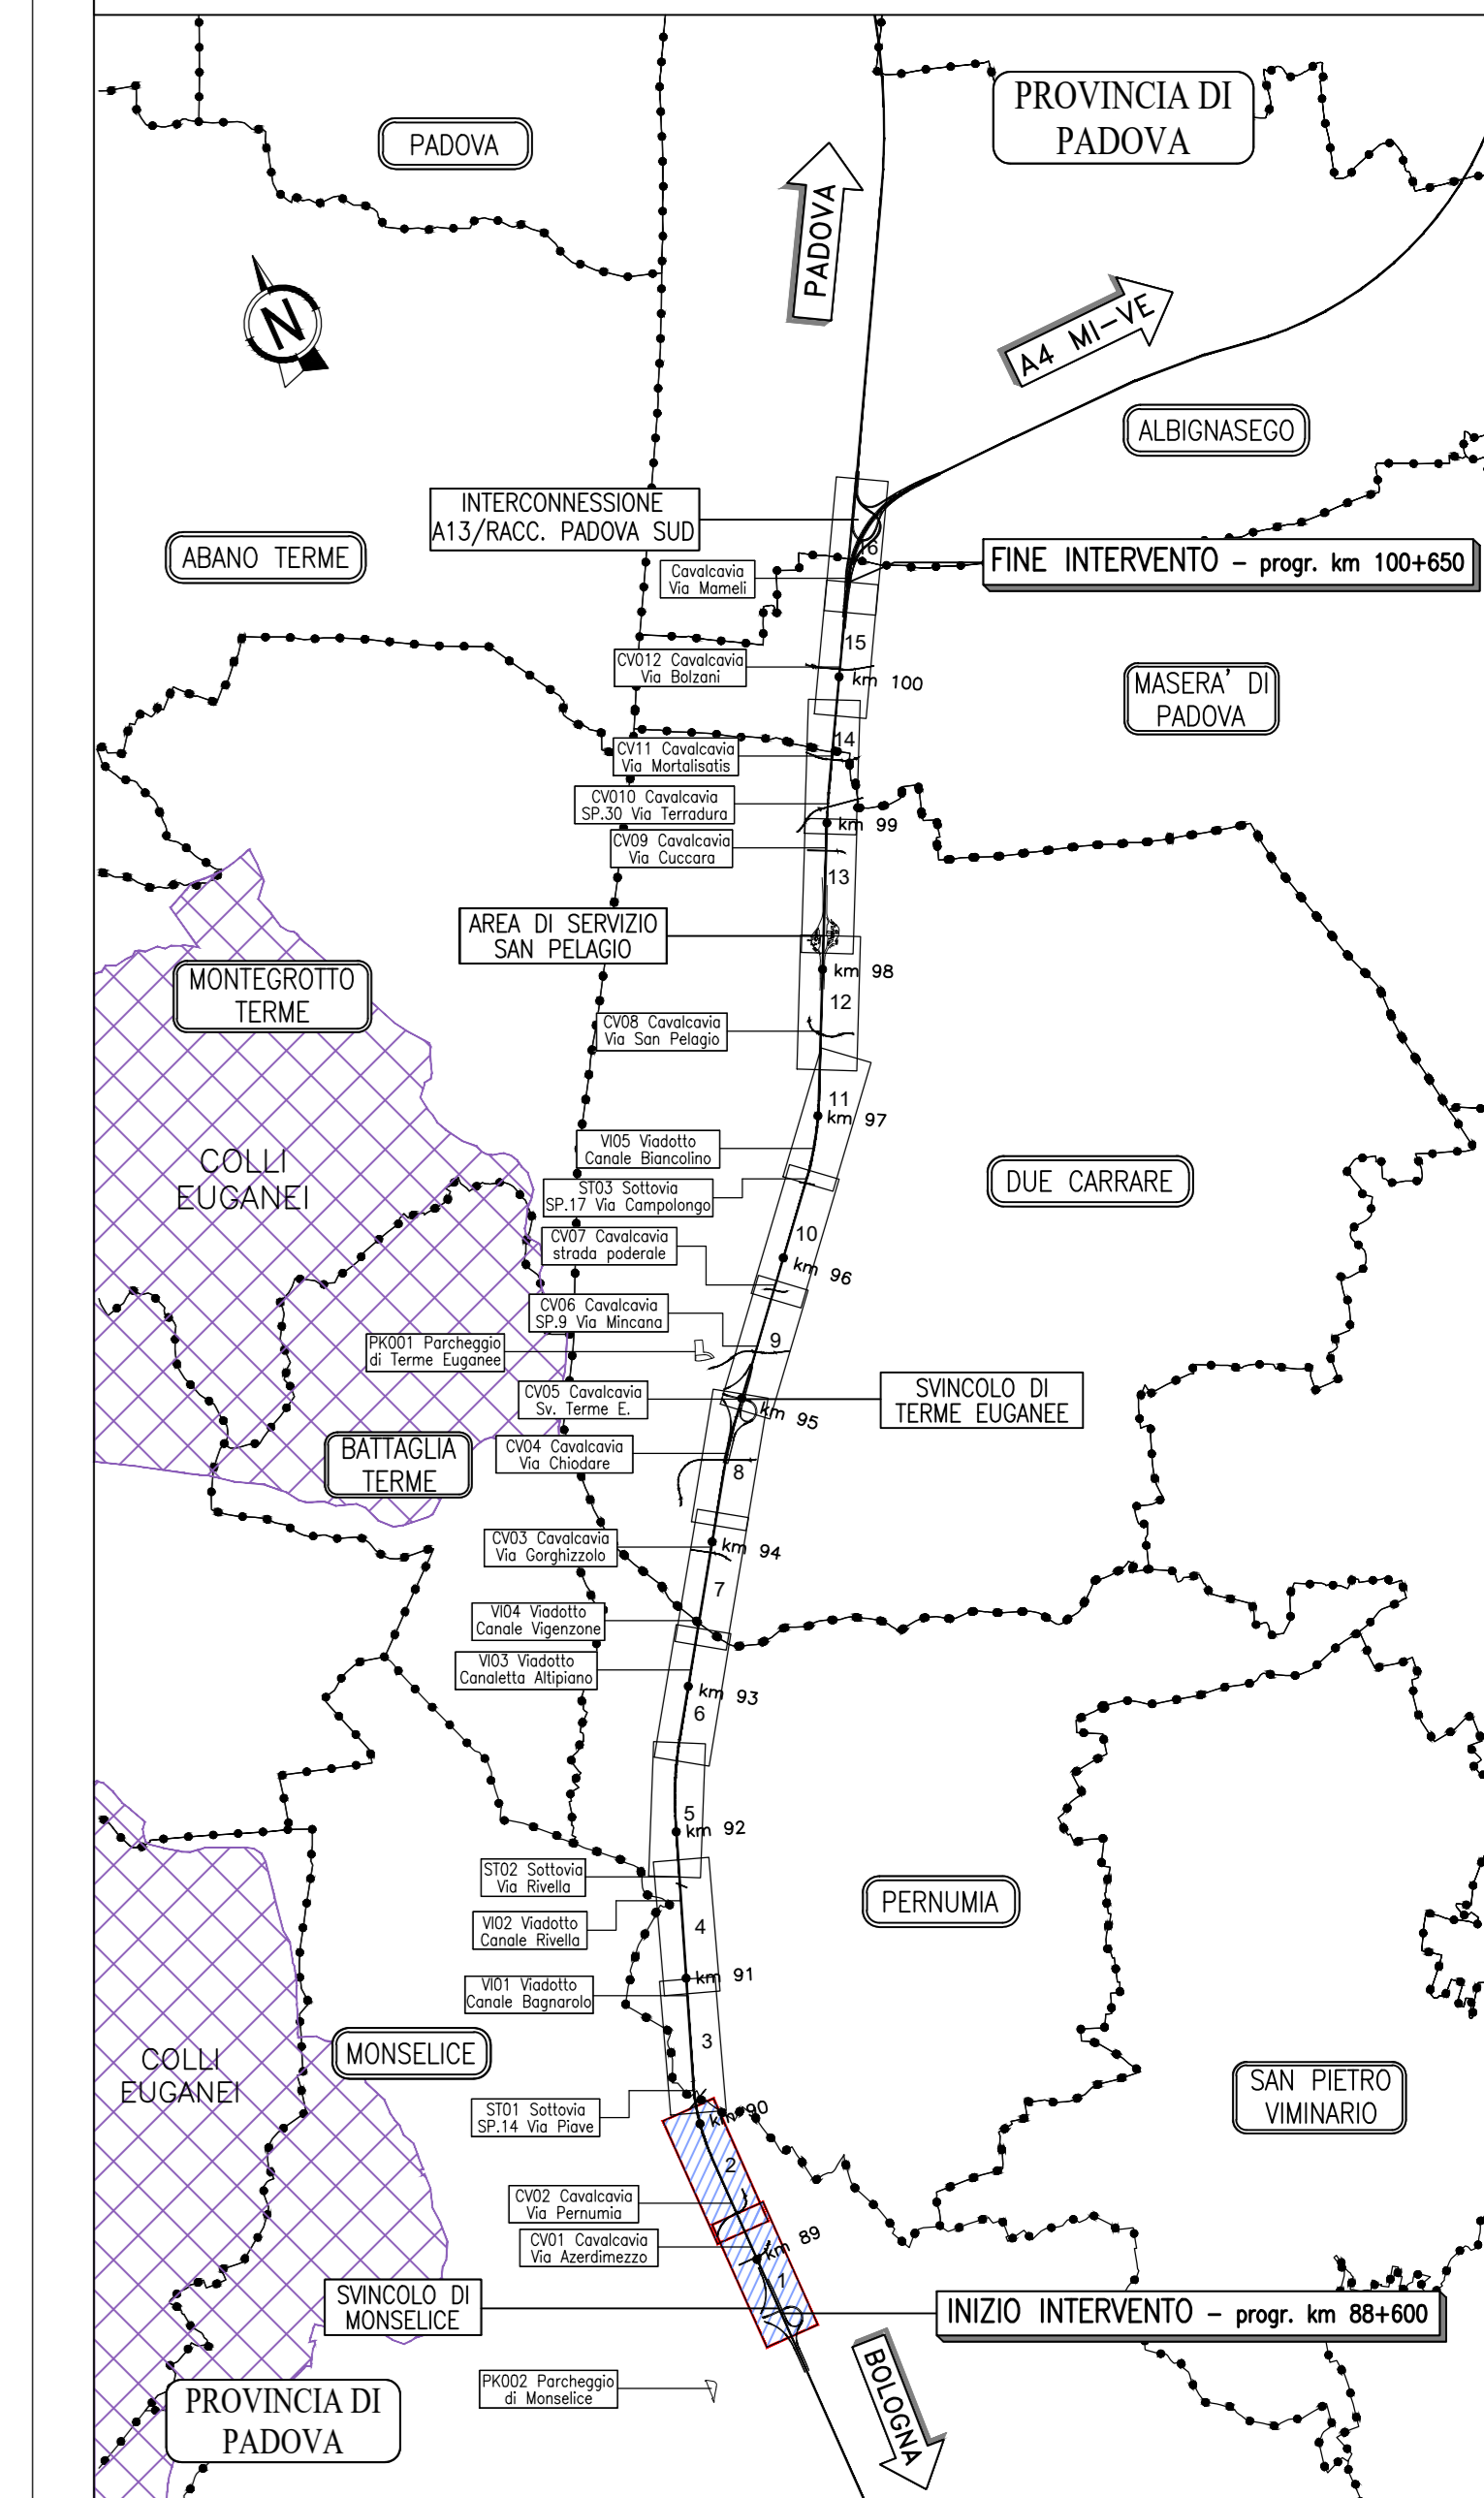 PROVINCIA DI
PADOVA
PADOVA
PADOVA
N
A4 MI-VE
ALBIGNASEGO
INTERCONNESSIONE
A13/RACC. PADOVA SUD
ABANO TERME
16
FINE INTERVENTO - progr. km 100+650
Cavalcavia
Via Mameli
15
CV012 Cavalcavia
Via Bolzani
km 100
MASERA' DI
PADOVA
14
CV11 Cavalcavia
Via Mortalisatis
CV010 Cavalcavia
SP.30 Via Terradura
km 99
CV09 Cavalcavia
Via Cuccara
13
AREA DI SERVIZIO
SAN PELAGIO
km 98
MONTEGROTTO
TERME
12
CV08 Cavalcavia
Via San Pelagio
11
km 97
VI05 Viadotto
Canale Biancolino
COLLI
EUGANEI
DUE CARRARE
ST03 Sottovia
SP.17 Via Campolongo
10
CV07 Cavalcavia
strada poderale
km 96
CV06 Cavalcavia
SP.9 Via Mincana
9
PK001 Parcheggio
di Terme Euganee
CV05 Cavalcavia
Sv. Terme E.
SVINCOLO DI
TERME EUGANEE
km 95
BATTAGLIA
TERME
CV04 Cavalcavia
Via Chiodare
8
CV03 Cavalcavia
Via Gorghizzolo
km 94
7
VI04 Viadotto
Canale Vigenzone
VI03 Viadotto
Canaletta Altipiano
km 93
6
5
km 92
ST02 Sottovia
Via Rivella
PERNUMIA
VI02 Viadotto
Canale Rivella
4
km 91
VI01 Viadotto
Canale Bagnarolo
3
MONSELICE
COLLI
EUGANEI
SAN PIETRO
VIMINARIO
ST01 Sottovia
SP.14 Via Piave
km 90
2
CV02 Cavalcavia
Via Pernumia
CV01 Cavalcavia
Via Azerdimezzo
km 89
1
SVINCOLO DI
MONSELICE
INIZIO INTERVENTO - progr. km 88+600
PK002 Parcheggio
di Monselice
BOLOGNA
PROVINCIA DI
PADOVA